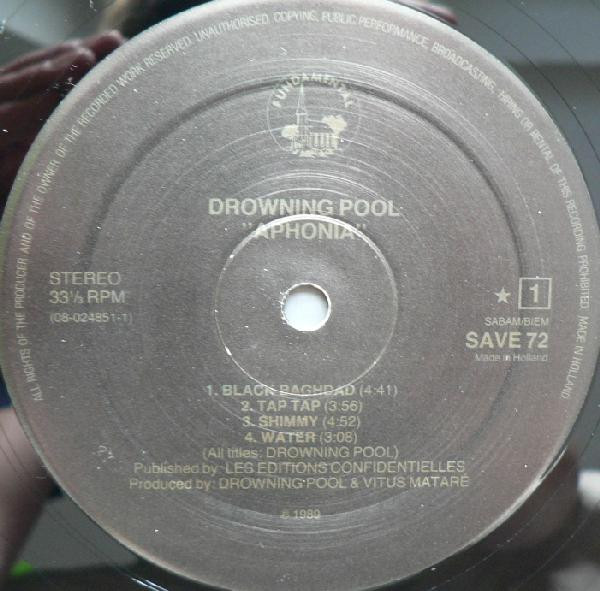 ALL RIGHTS OF THE PRODUCER AND OF THE OWNER OF THE RECORDED WORK RESERVED. UNAUTHORISED COPYING, PUBLIC PERFORMANCE, BROADCASTING, HIRING OR RENTAL OF THIS RECORDING PROHIBITED. MADE IN HOLLAND
FUNDAMENTAL
DROWNING POOL
"APHONIA"
STEREO
33⅓ RPM
(08-024851-1)
★ 1
SABAM/BIEM
SAVE 72
Made in Holland
1. BLACK BAGHDAD (4:41)
2. TAP TAP (3:56)
3. SHIMMY (4:52)
4. WATER (3:08)
(All titles: DROWNING POOL)
Published by: LES EDITIONS CONFIDENTIELLES
Produced by: DROWNING POOL & VITUS MATARÉ
℗ 1989